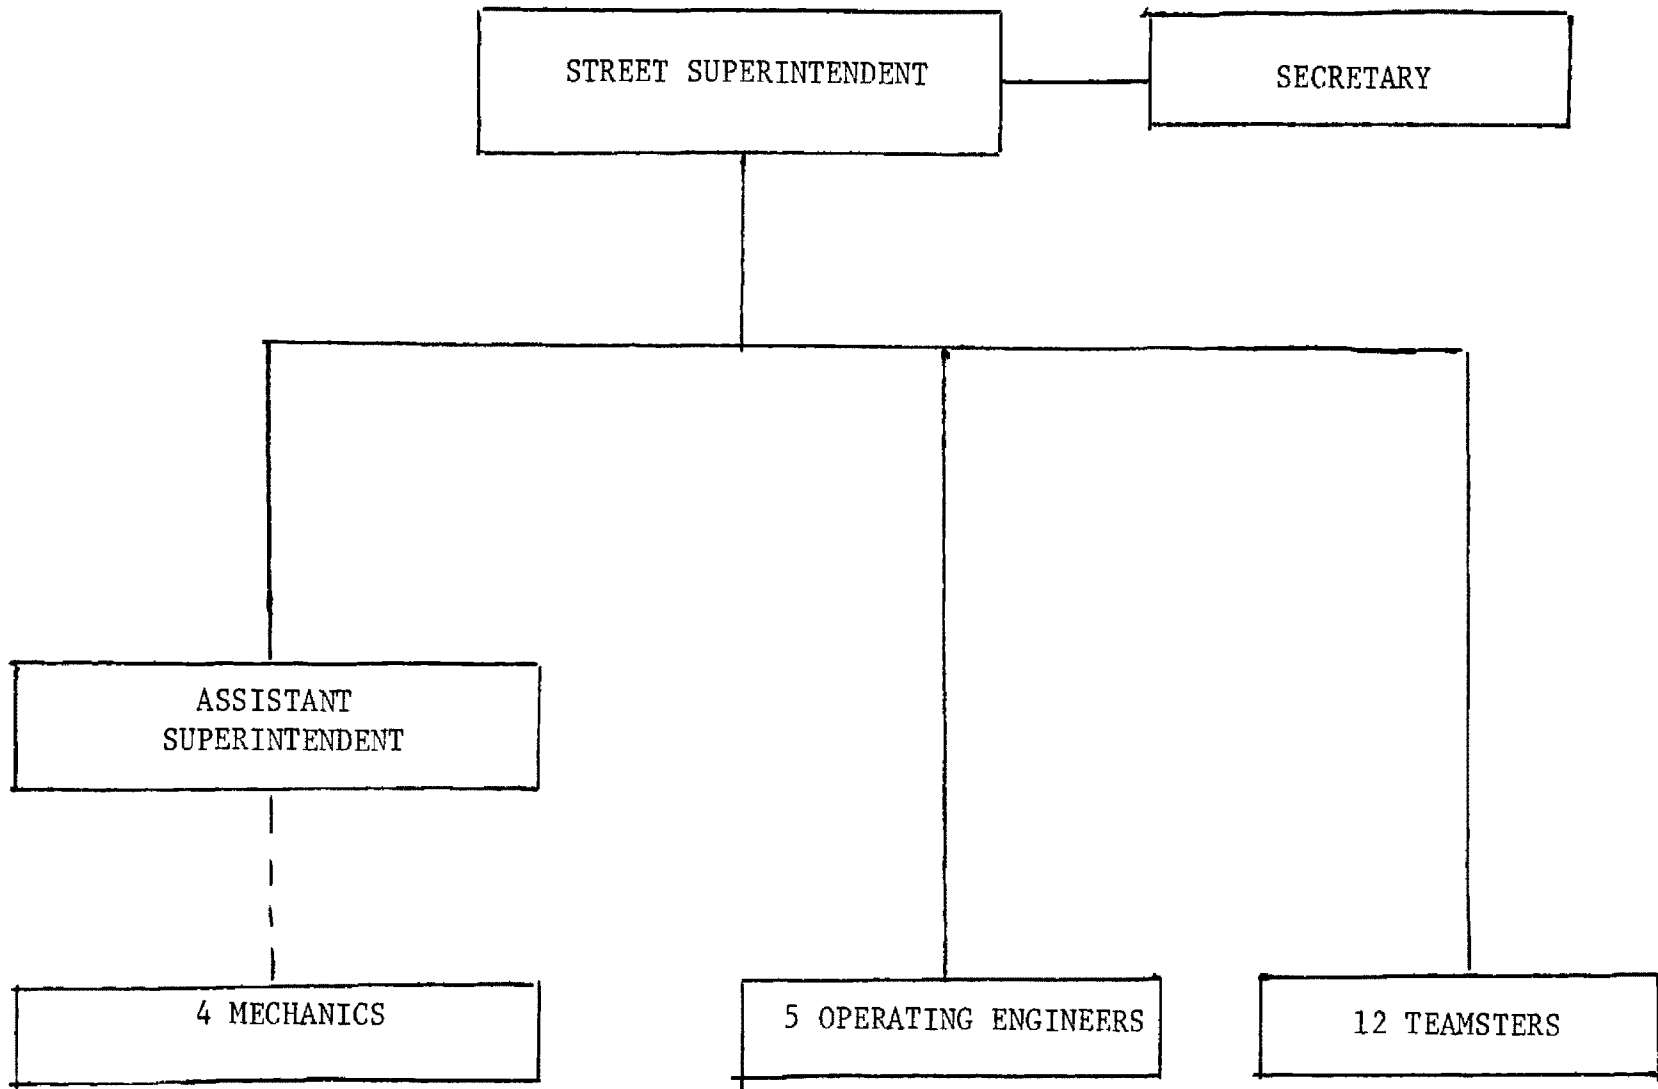 STREET SUPERINTENDENT
SECRETARY
ASSISTANT
SUPERINTENDENT
4 MECHANICS
5 OPERATING ENGINEERS
12 TEAMSTERS